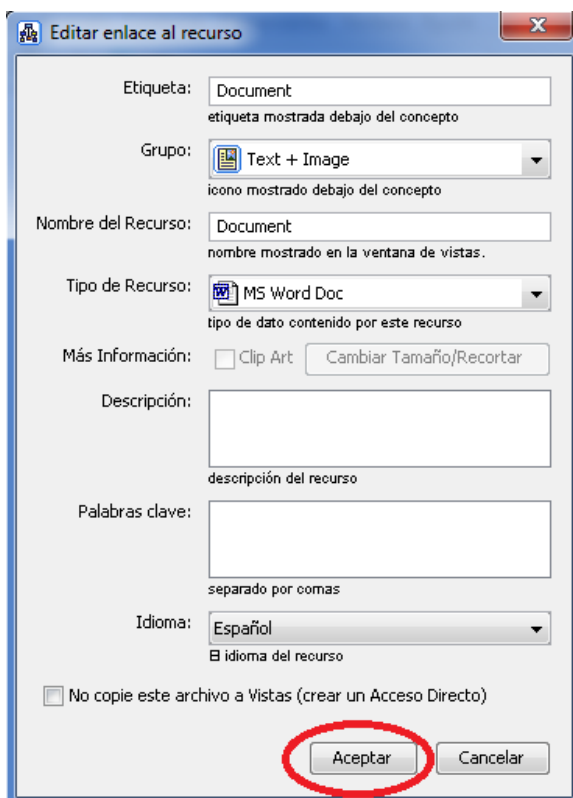 Editar enlace al recurso
Etiqueta: Document
etiqueta mostrada debajo del concepto
Grupo: Text + Image
icono mostrado debajo del concepto
Nombre del Recurso: Document
nombre mostrado en la ventana de vistas.
Tipo de Recurso: MS Word Doc
tipo de dato contenido por este recurso
Más Información: Clip Art Cambiar Tamaño/Recortar
Descripción:
descripción del recurso
Palabras clave:
separado por comas
Idioma: Español
El idioma del recurso
No copie este archivo a Vistas (crear un Acceso Directo)
Aceptar Cancelar